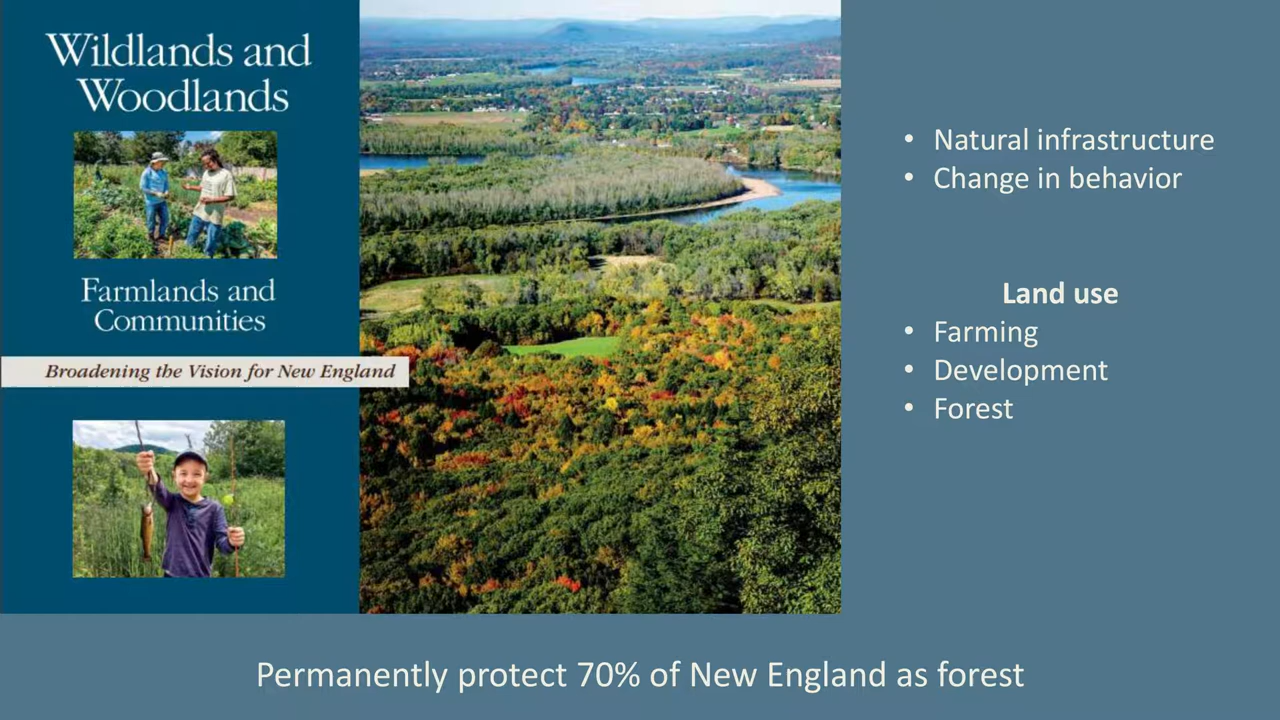 Wildlands and
Woodlands
Farmlands and
Communities
Broadening the Vision for New England
• Natural infrastructure
• Change in behavior
Land use
• Farming
• Development
• Forest
Permanently protect 70% of New England as forest